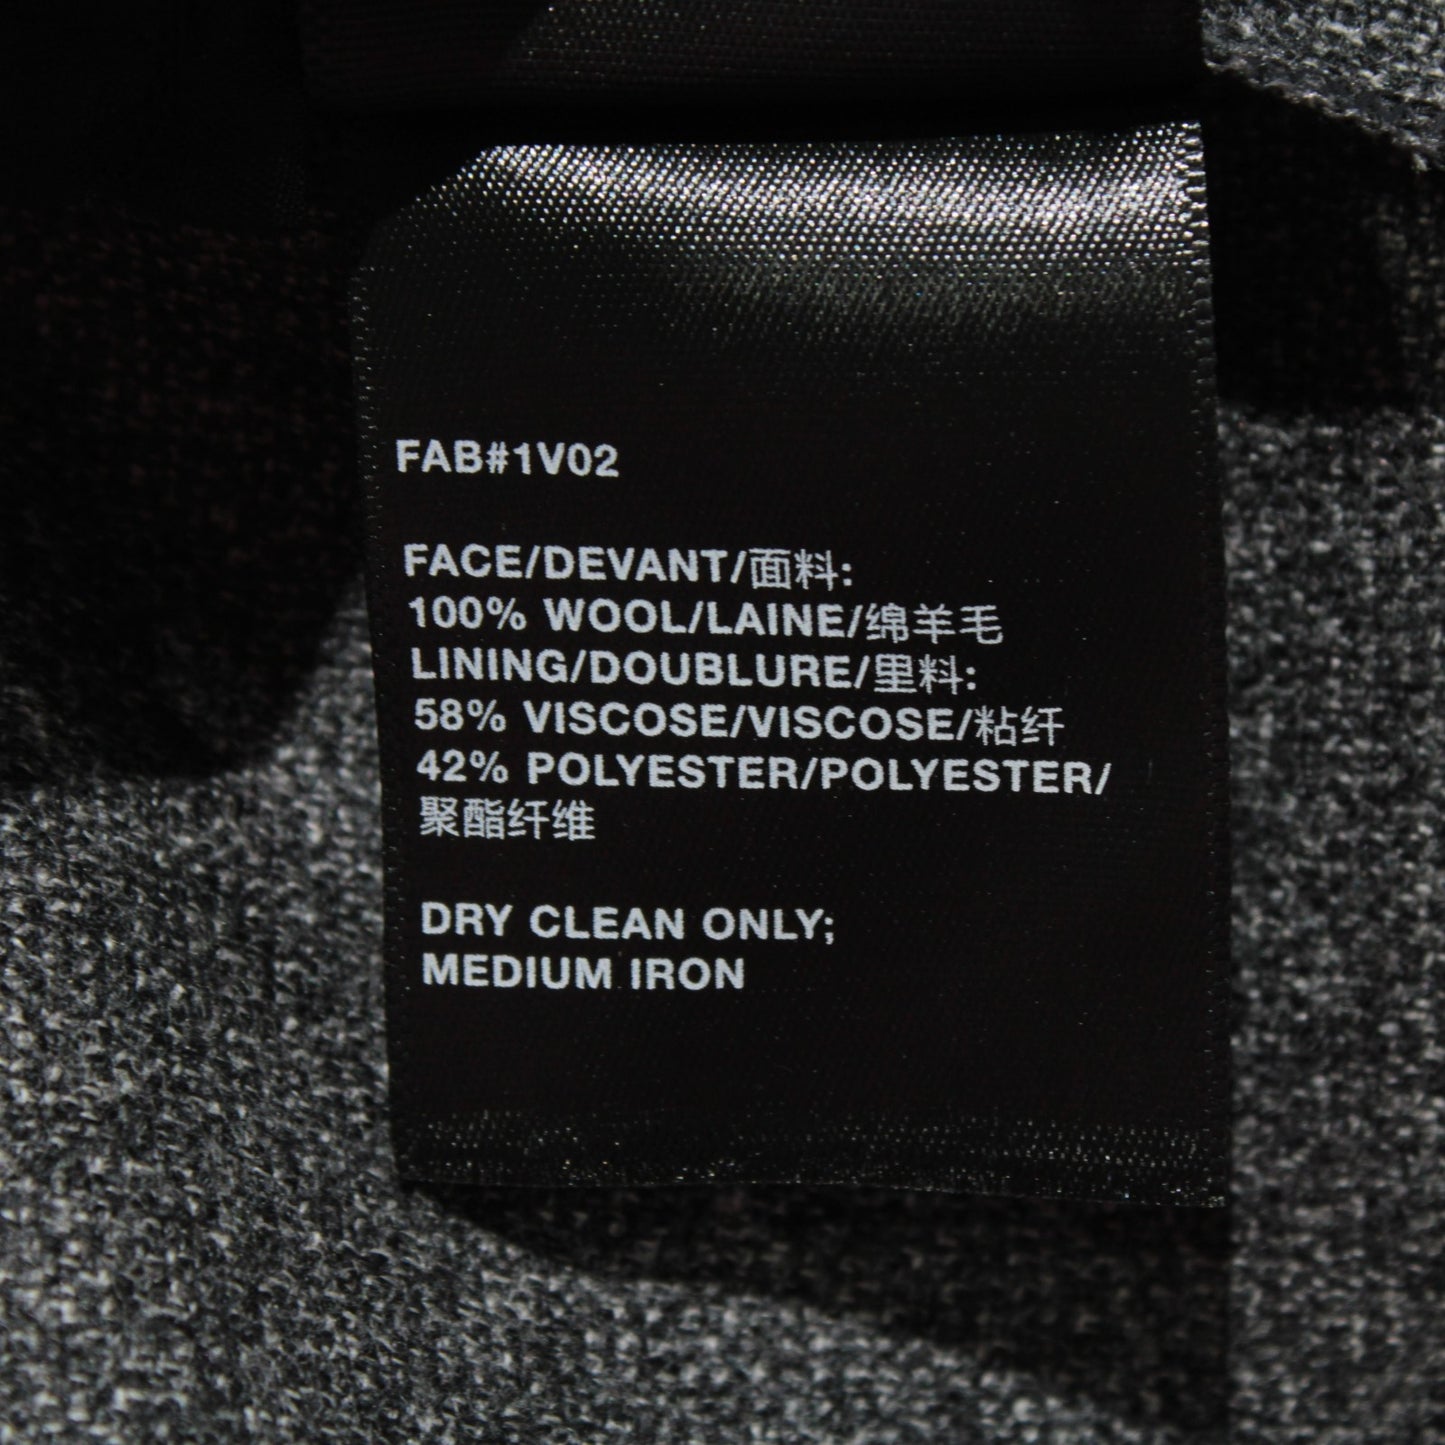 FAB#1V02
FACE/DEVANT/面料:
100% WOOL/LAINE/绵羊毛
LINING/DOUBLURE/里料:
58% VISCOSE/VISCOSE/粘纤
42% POLYESTER/POLYESTER/
聚酯纤维
DRY CLEAN ONLY;
MEDIUM IRON